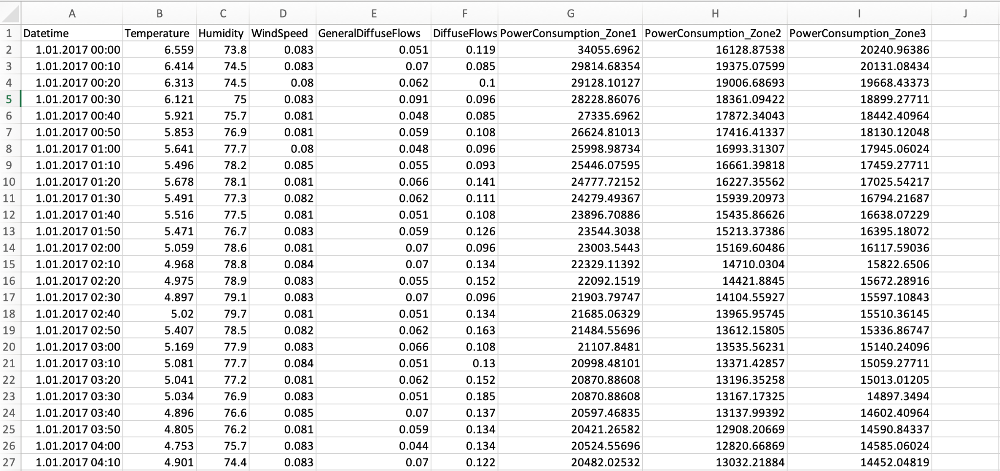 A B C D E F G H I J
1 Datetime Temperature Humidity WindSpeed GeneralDiffuseFlows DiffuseFlows PowerConsumption_Zone1 PowerConsumption_Zone2 PowerConsumption_Zone3
2 1.01.2017 00:00 6.559 73.8 0.083 0.051 0.119 34055.6962 16128.87538 20240.96386
3 1.01.2017 00:10 6.414 74.5 0.083 0.07 0.085 29814.68354 19375.07599 20131.08434
4 1.01.2017 00:20 6.313 74.5 0.08 0.062 0.1 29128.10127 19006.68693 19668.43373
5 1.01.2017 00:30 6.121 75 0.083 0.091 0.096 28228.86076 18361.09422 18899.27711
6 1.01.2017 00:40 5.921 75.7 0.081 0.048 0.085 27335.6962 17872.34043 18442.40964
7 1.01.2017 00:50 5.853 76.9 0.081 0.059 0.108 26624.81013 17416.41337 18130.12048
8 1.01.2017 01:00 5.641 77.7 0.08 0.048 0.096 25998.98734 16993.31307 17945.06024
9 1.01.2017 01:10 5.496 78.2 0.085 0.055 0.093 25446.07595 16661.39818 17459.27711
10 1.01.2017 01:20 5.678 78.1 0.081 0.066 0.141 24777.72152 16227.35562 17025.54217
11 1.01.2017 01:30 5.491 77.3 0.082 0.062 0.111 24279.49367 15939.20973 16794.21687
12 1.01.2017 01:40 5.516 77.5 0.081 0.051 0.108 23896.70886 15435.86626 16638.07229
13 1.01.2017 01:50 5.471 76.7 0.083 0.059 0.126 23544.3038 15213.37386 16395.18072
14 1.01.2017 02:00 5.059 78.6 0.081 0.07 0.096 23003.5443 15169.60486 16117.59036
15 1.01.2017 02:10 4.968 78.8 0.084 0.07 0.134 22329.11392 14710.0304 15822.6506
16 1.01.2017 02:20 4.975 78.9 0.083 0.055 0.152 22092.1519 14421.8845 15672.28916
17 1.01.2017 02:30 4.897 79.1 0.083 0.07 0.096 21903.79747 14104.55927 15597.10843
18 1.01.2017 02:40 5.02 79.7 0.081 0.051 0.134 21685.06329 13965.95745 15510.36145
19 1.01.2017 02:50 5.407 78.5 0.082 0.062 0.163 21484.55696 13612.15805 15336.86747
20 1.01.2017 03:00 5.169 77.9 0.083 0.066 0.108 21107.8481 13535.56231 15140.24096
21 1.01.2017 03:10 5.081 77.7 0.084 0.051 0.13 20998.48101 13371.42857 15059.27711
22 1.01.2017 03:20 5.041 77.2 0.081 0.062 0.152 20870.88608 13196.35258 15013.01205
23 1.01.2017 03:30 5.034 76.9 0.083 0.051 0.185 20870.88608 13167.17325 14897.3494
24 1.01.2017 03:40 4.896 76.6 0.085 0.07 0.137 20597.46835 13137.99392 14602.40964
25 1.01.2017 03:50 4.805 76.2 0.081 0.059 0.134 20421.26582 12908.20669 14590.84337
26 1.01.2017 04:00 4.753 75.7 0.083 0.044 0.134 20524.55696 12820.66869 14585.06024
27 1.01.2017 04:10 4.901 74.4 0.083 0.07 0.122 20482.02532 13032.21884 14452.04819